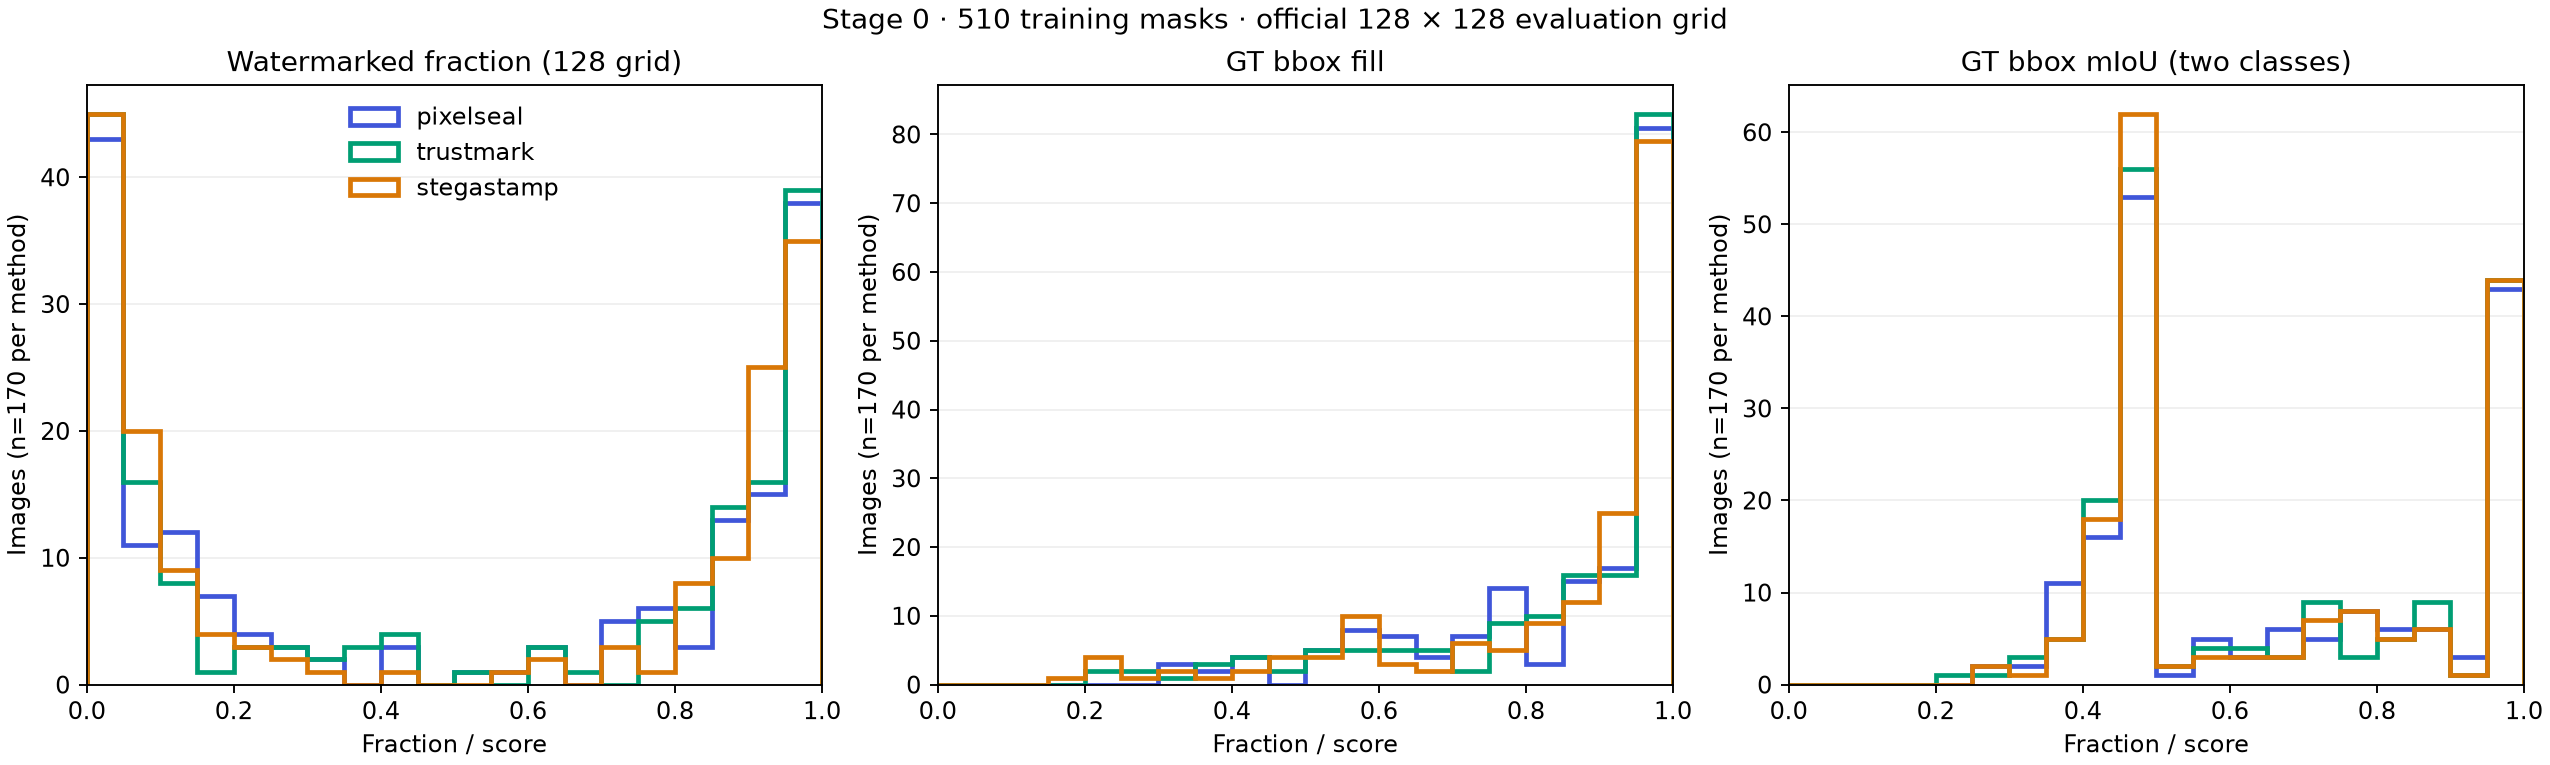 Stage 0 · 510 training masks · official 128 × 128 evaluation grid
Watermarked fraction (128 grid)
Images (n=170 per method)
40
30
20
10
0
pixelseal
trustmark
stegastamp
0.0 0.2 0.4 0.6 0.8 1.0
Fraction / score
GT bbox fill
Images (n=170 per method)
80
70
60
50
40
30
20
10
0
0.0 0.2 0.4 0.6 0.8 1.0
Fraction / score
GT bbox mIoU (two classes)
Images (n=170 per method)
60
50
40
30
20
10
0
0.0 0.2 0.4 0.6 0.8 1.0
Fraction / score